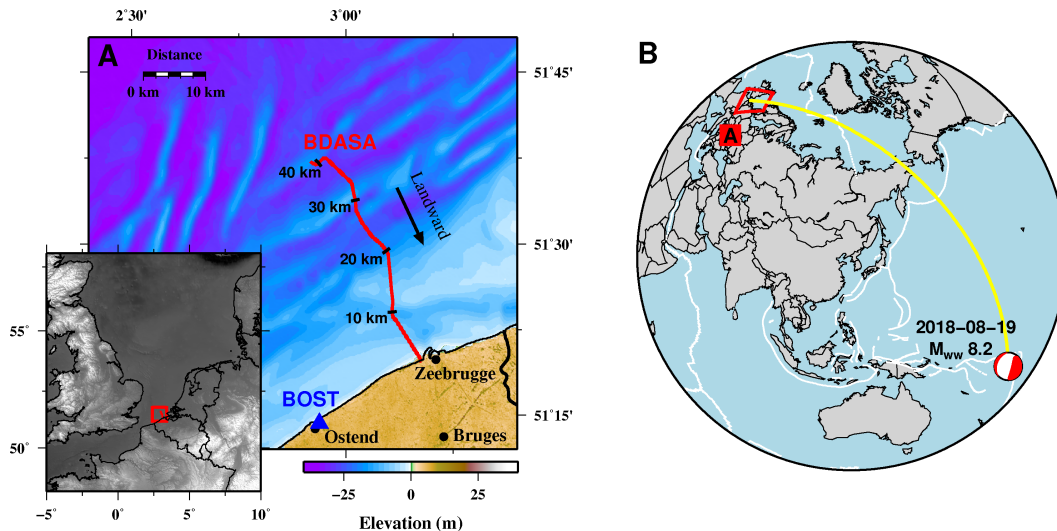 2°30'
3°00'
A
Distance
0 km
10 km
51°45'
BDASA
40 km
Landward
30 km
51°30'
20 km
10 km
Zeebrugge
BOST
51°15'
Ostend
Bruges
55°
50°
−5°
0°
5°
10°
−25
0
25
Elevation (m)
B
A
2018−08−19
Mww 8.2